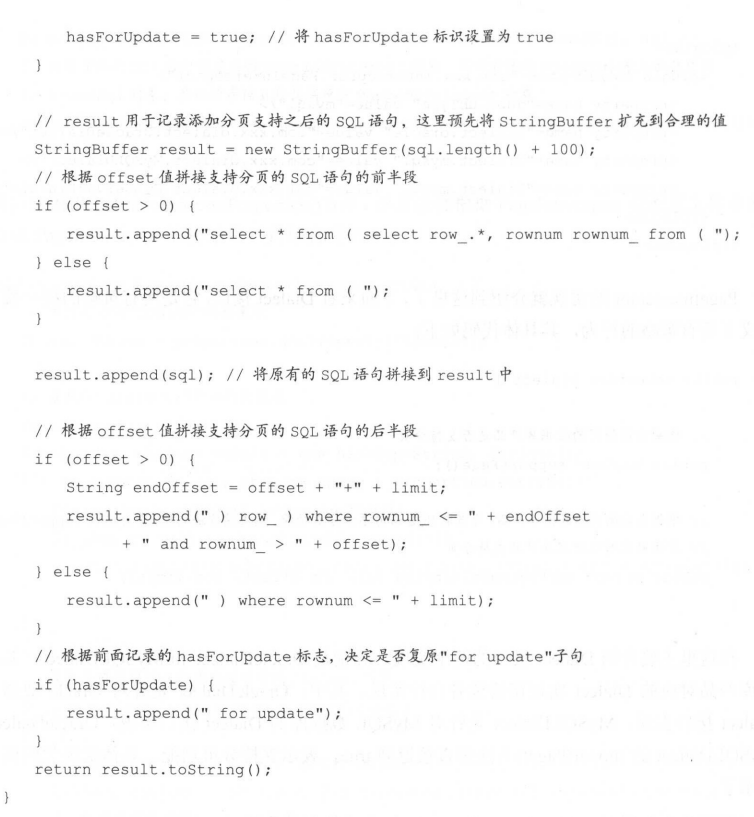 hasForUpdate = true; // 将 hasForUpdate 标识设置为 true
}
// result 用于记录添加分页支持之后的 SQL 语句，这里预先将 StringBuffer 扩充到合理的值
StringBuffer result = new StringBuffer(sql.length() + 100);
// 根据 offset 值拼接支持分页的 SQL 语句的前半段
if (offset > 0) {
result.append("select * from ( select row_.*, rownum rownum_ from ( ");
} else {
result.append("select * from ( ");
}
result.append(sql); // 将原有的 SQL 语句拼接到 result 中
// 根据 offset 值拼接支持分页的 SQL 语句的后半段
if (offset > 0) {
String endOffset = offset + "+" + limit;
result.append(" ) row_ ) where rownum_ <= " + endOffset
+ " and rownum_ > " + offset);
} else {
result.append(" ) where rownum <= " + limit);
}
// 根据前面记录的 hasForUpdate 标志，决定是否复原"for update"子句
if (hasForUpdate) {
result.append(" for update");
}
return result.toString();
}